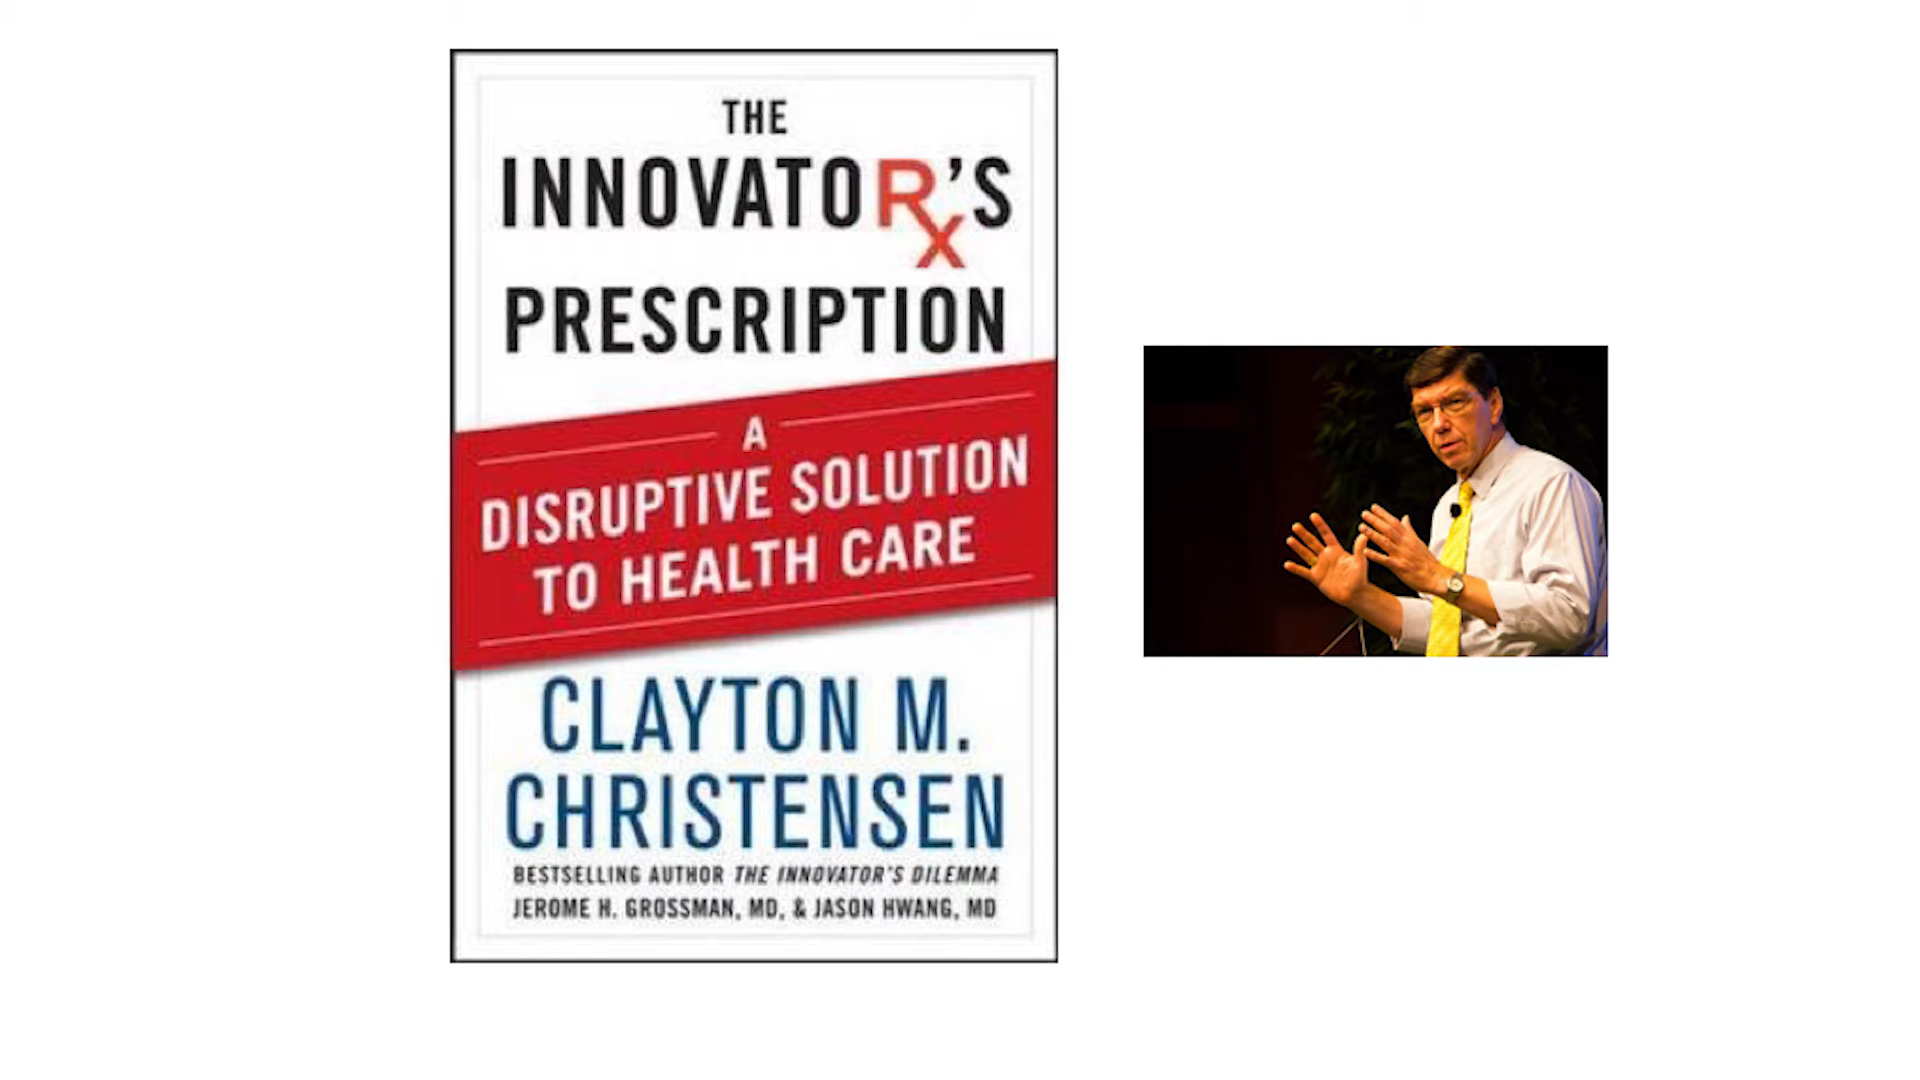 THE
INNOVATORx'S
PRESCRIPTION
A
DISRUPTIVE SOLUTION
TO HEALTH CARE
CLAYTON M.
CHRISTENSEN
BESTSELLING AUTHOR THE INNOVATOR'S DILEMMA
JEROME H. GROSSMAN, MD, & JASON HWANG, MD